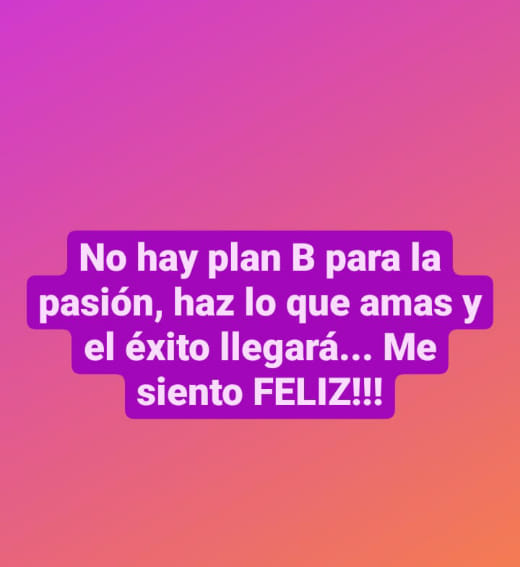 No hay plan B para la
pasión, haz lo que amas y
el éxito llegará... Me
siento FELIZ!!!